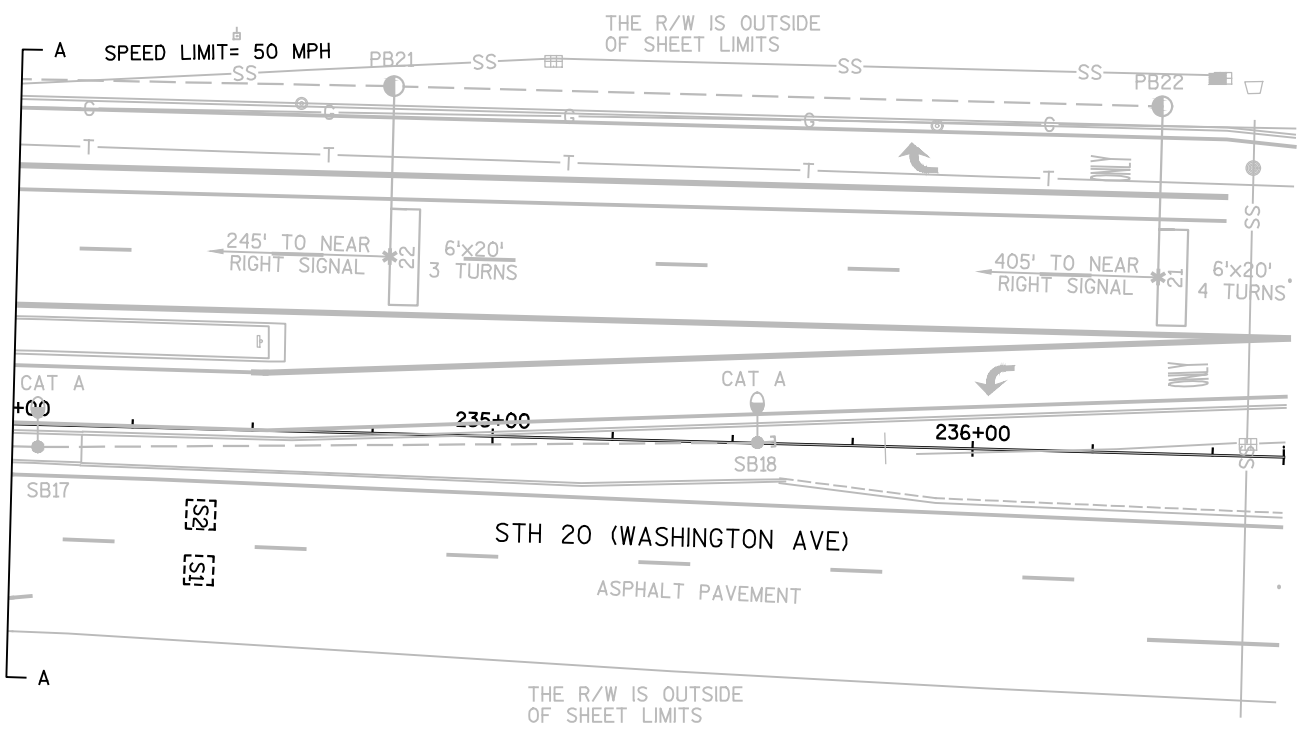 THE R/W IS OUTSIDE
OF SHEET LIMITS
A
SPEED LIMIT= 50 MPH
PB21
SS
SS
SS
SS
PB22
G
G
G
G
G
T
T
T
T
T
ONLY
SS
245' TO NEAR
RIGHT SIGNAL
22
6'x20'
3 TURNS
405' TO NEAR
RIGHT SIGNAL
21
6'x20'
4 TURNS
ONLY
CAT A
CAT A
+00
235+00
236+00
SB17
SB18
SS
S2
S1
STH 20 (WASHINGTON AVE)
ASPHALT PAVEMENT
A
THE R/W IS OUTSIDE
OF SHEET LIMITS